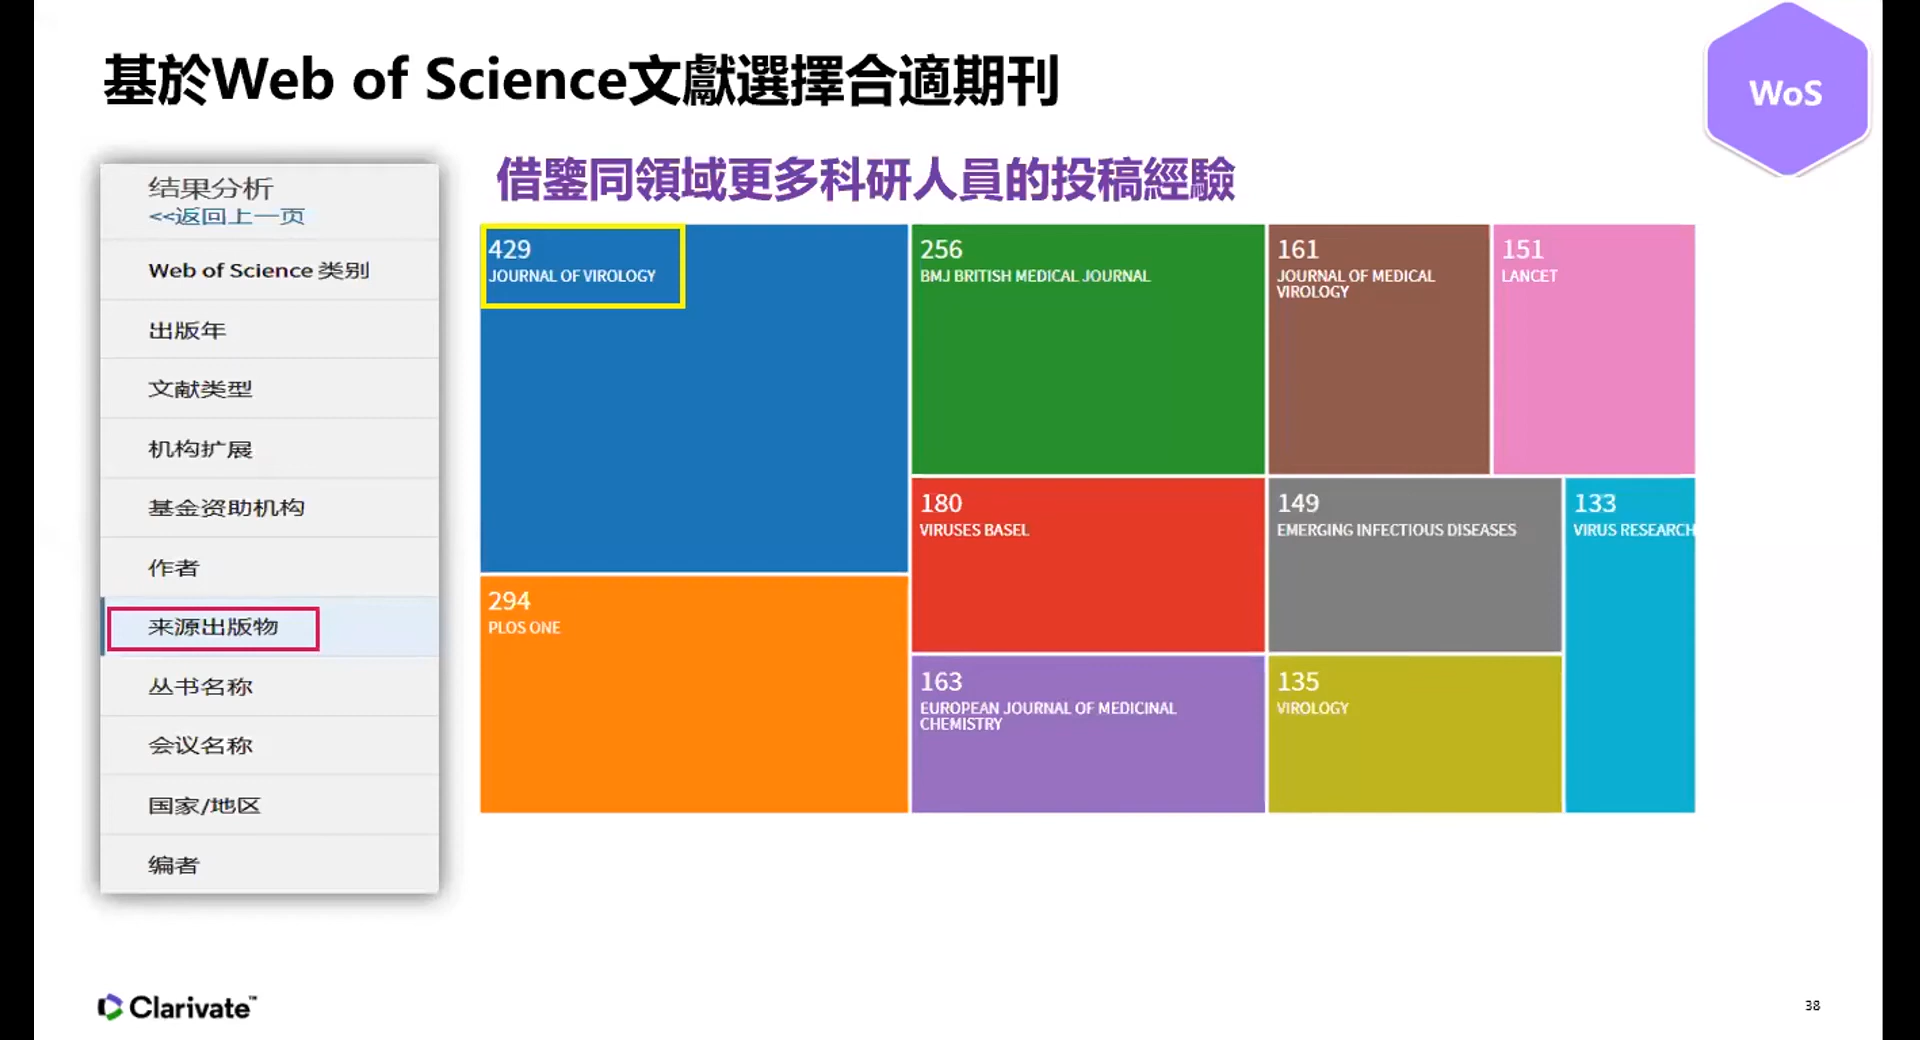 基於Web of Science文獻選擇合適期刊
WoS
借鑒同領域更多科研人員的投稿經驗
结果分析
<<返回上一页
Web of Science 类别
出版年
文献类型
机构扩展
基金资助机构
作者
来源出版物
丛书名称
会议名称
国家/地区
编者
429
JOURNAL OF VIROLOGY
294
PLOS ONE
256
BMJ BRITISH MEDICAL JOURNAL
180
VIRUSES BASEL
163
EUROPEAN JOURNAL OF MEDICINAL
CHEMISTRY
161
JOURNAL OF MEDICAL
VIROLOGY
151
LANCET
149
EMERGING INFECTIOUS DISEASES
135
VIROLOGY
133
VIRUS RESEARCH
Clarivate™
38